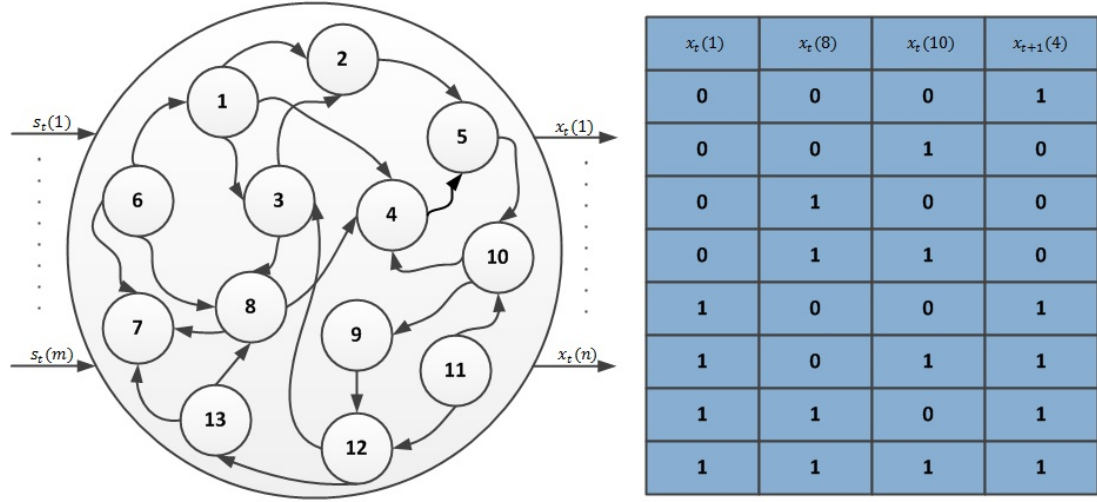 s_t(1)
s_t(m)
1
2
3
4
5
6
7
8
9
10
11
12
13
x_t(1)
x_t(n)
x_t(1) x_t(8) x_t(10) x_{t+1}(4)
0 0 0 1
0 0 1 0
0 1 0 0
0 1 1 0
1 0 0 1
1 0 1 1
1 1 0 1
1 1 1 1